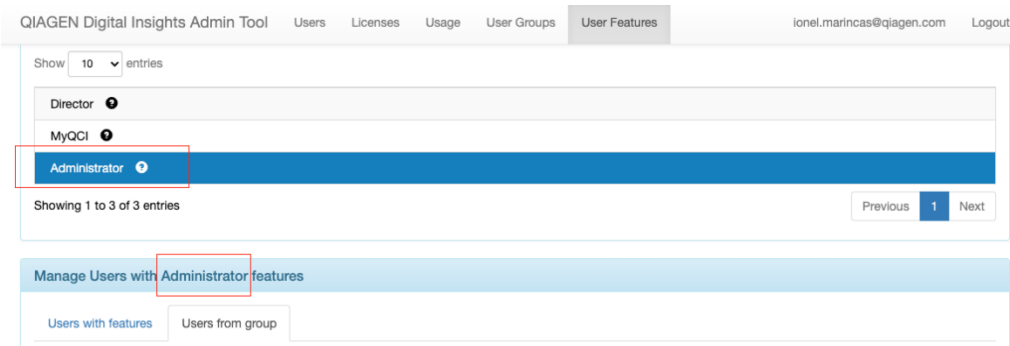 QIAGEN Digital Insights Admin Tool Users Licenses Usage User Groups User Features ionel.marincas@qiagen.com Logout
Show 10 entries
Director ?
MyQCI ?
Administrator ?
Showing 1 to 3 of 3 entries Previous 1 Next
Manage Users with Administrator features
Users with features Users from group